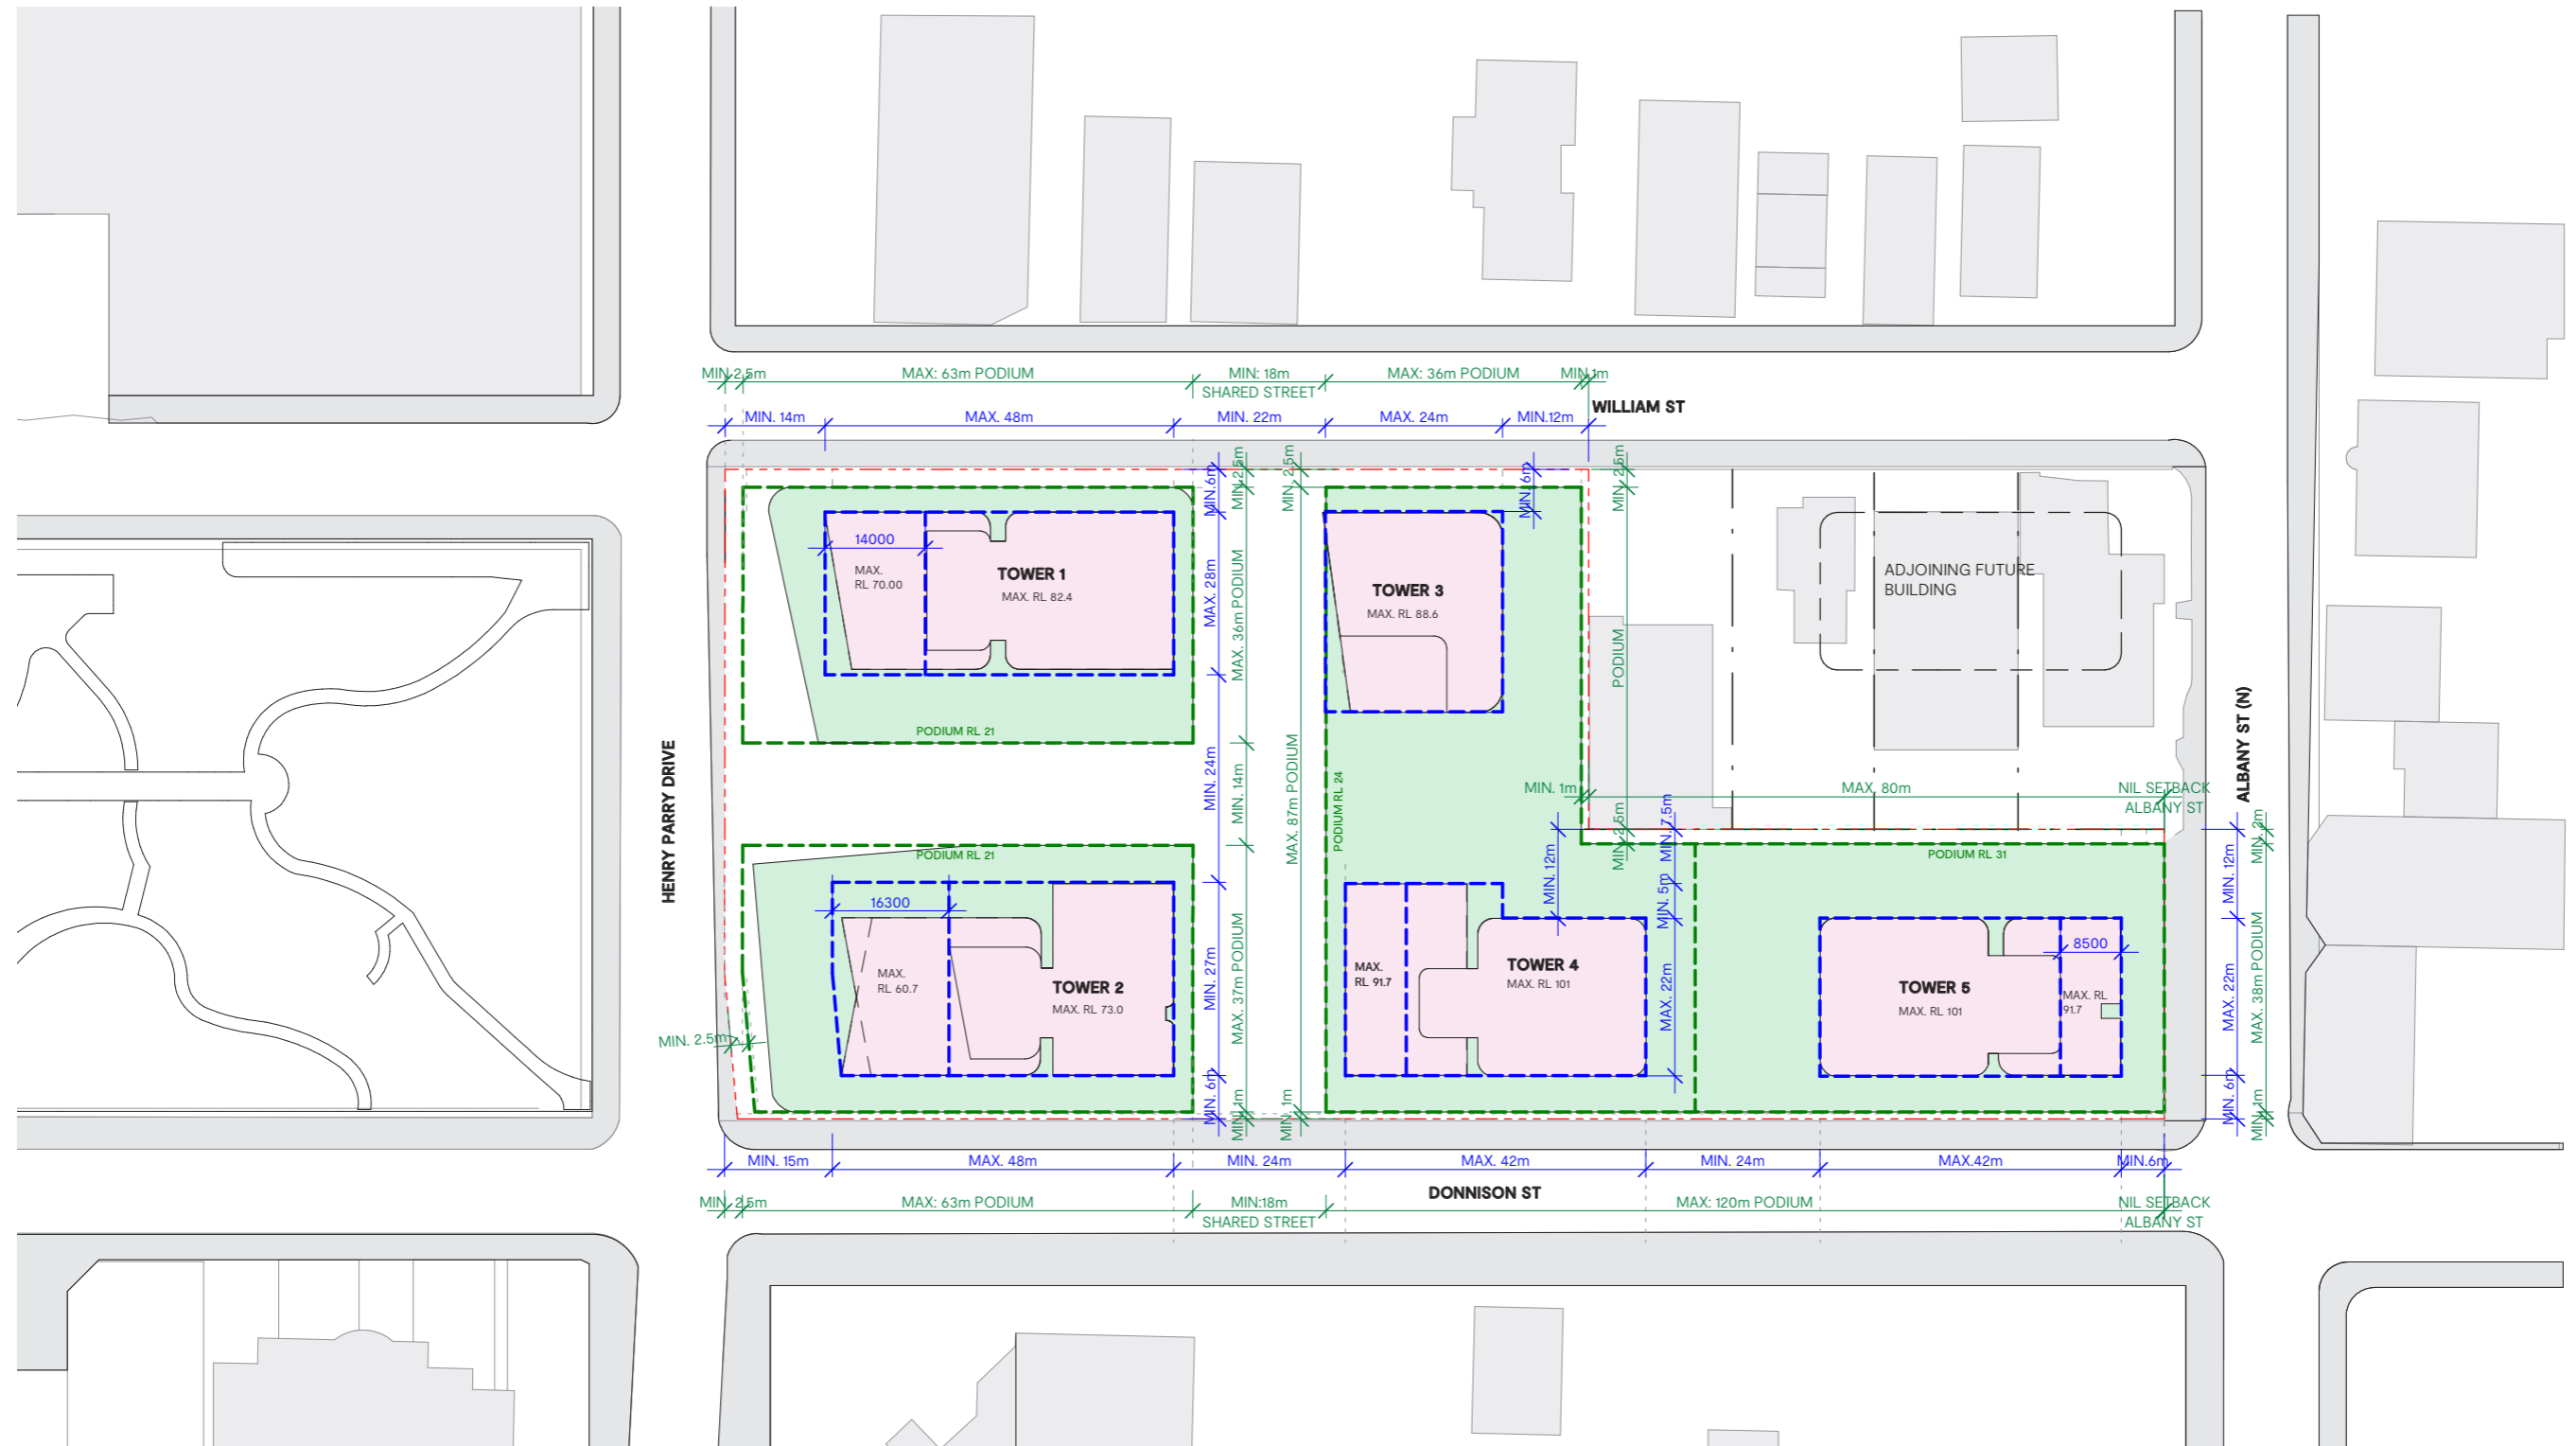 MIN 2.5m
MAX: 63m PODIUM
MIN: 18m
SHARED STREET
MAX: 36m PODIUM
MIN 1m
WILLIAM ST
MIN. 14m
MAX. 48m
MIN. 22m
MAX. 24m
MIN.12m
MIN.6m
MIN.2.5m
MIN. 2.5m
MIN. 6m
MIN 2.5m
14000
MAX.
RL 70.00
TOWER 1
MAX. RL 82.4
MAX. 28m
MAX. 36m PODIUM
TOWER 3
MAX. RL 88.6
PODIUM
ADJOINING FUTURE
BUILDING
PODIUM RL 21
HENRY PARRY DRIVE
MIN. 24m
MIN. 14m
MAX. 87m PODIUM
PODIUM RL 24
MIN. 1m
MAX. 80m
NIL SETBACK
ALBANY ST
ALBANY ST (N)
PODIUM RL 21
MIN 2.5m
MIN. 7.5m
PODIUM RL 31
MIN. 2m
16300
MAX.
RL 60.7
TOWER 2
MAX. RL 73.0
MIN. 27m
MAX. 37m PODIUM
MAX.
RL 91.7
MIN. 12m
MIN. 5m
TOWER 4
MAX. RL 101
MAX. 22m
TOWER 5
MAX. RL 101
8500
MAX. RL
91.7
MIN. 12m
MAX. 22m
MAX. 38m PODIUM
MIN. 2.5m
MIN. 6m
MIN 1m
MIN. 1m
MIN. 6m
MIN. 1m
MIN. 15m
MAX. 48m
MIN. 24m
MAX. 42m
MIN. 24m
MAX.42m
MIN.6m
DONNISON ST
MIN 2.5m
MAX: 63m PODIUM
MIN:18m
SHARED STREET
MAX: 120m PODIUM
NIL SETBACK
ALBANY ST